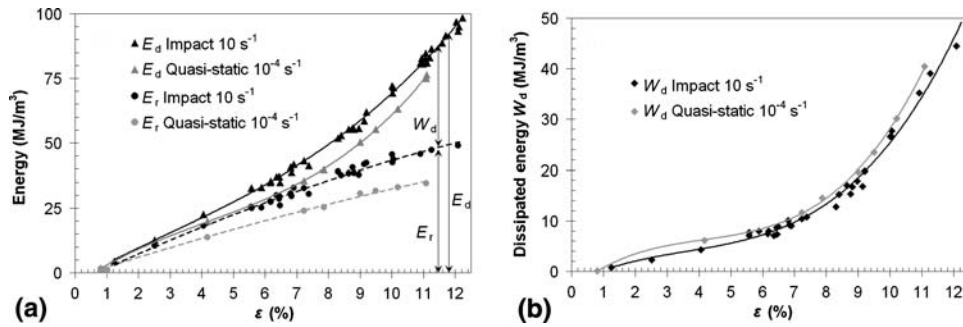 (a)
Energy (MJ/m³)
100
75
50
25
0
E_d Impact 10 s⁻¹
E_d Quasi-static 10⁻⁴ s⁻¹
E_r Impact 10 s⁻¹
E_r Quasi-static 10⁻⁴ s⁻¹
W_d
E_d
E_r
0 1 2 3 4 5 6 7 8 9 10 11 12
ε (%)
(b)
Dissipated energy W_d (MJ/m³)
50
40
30
20
10
0
W_d Impact 10 s⁻¹
W_d Quasi-static 10⁻⁴ s⁻¹
0 1 2 3 4 5 6 7 8 9 10 11 12
ε (%)